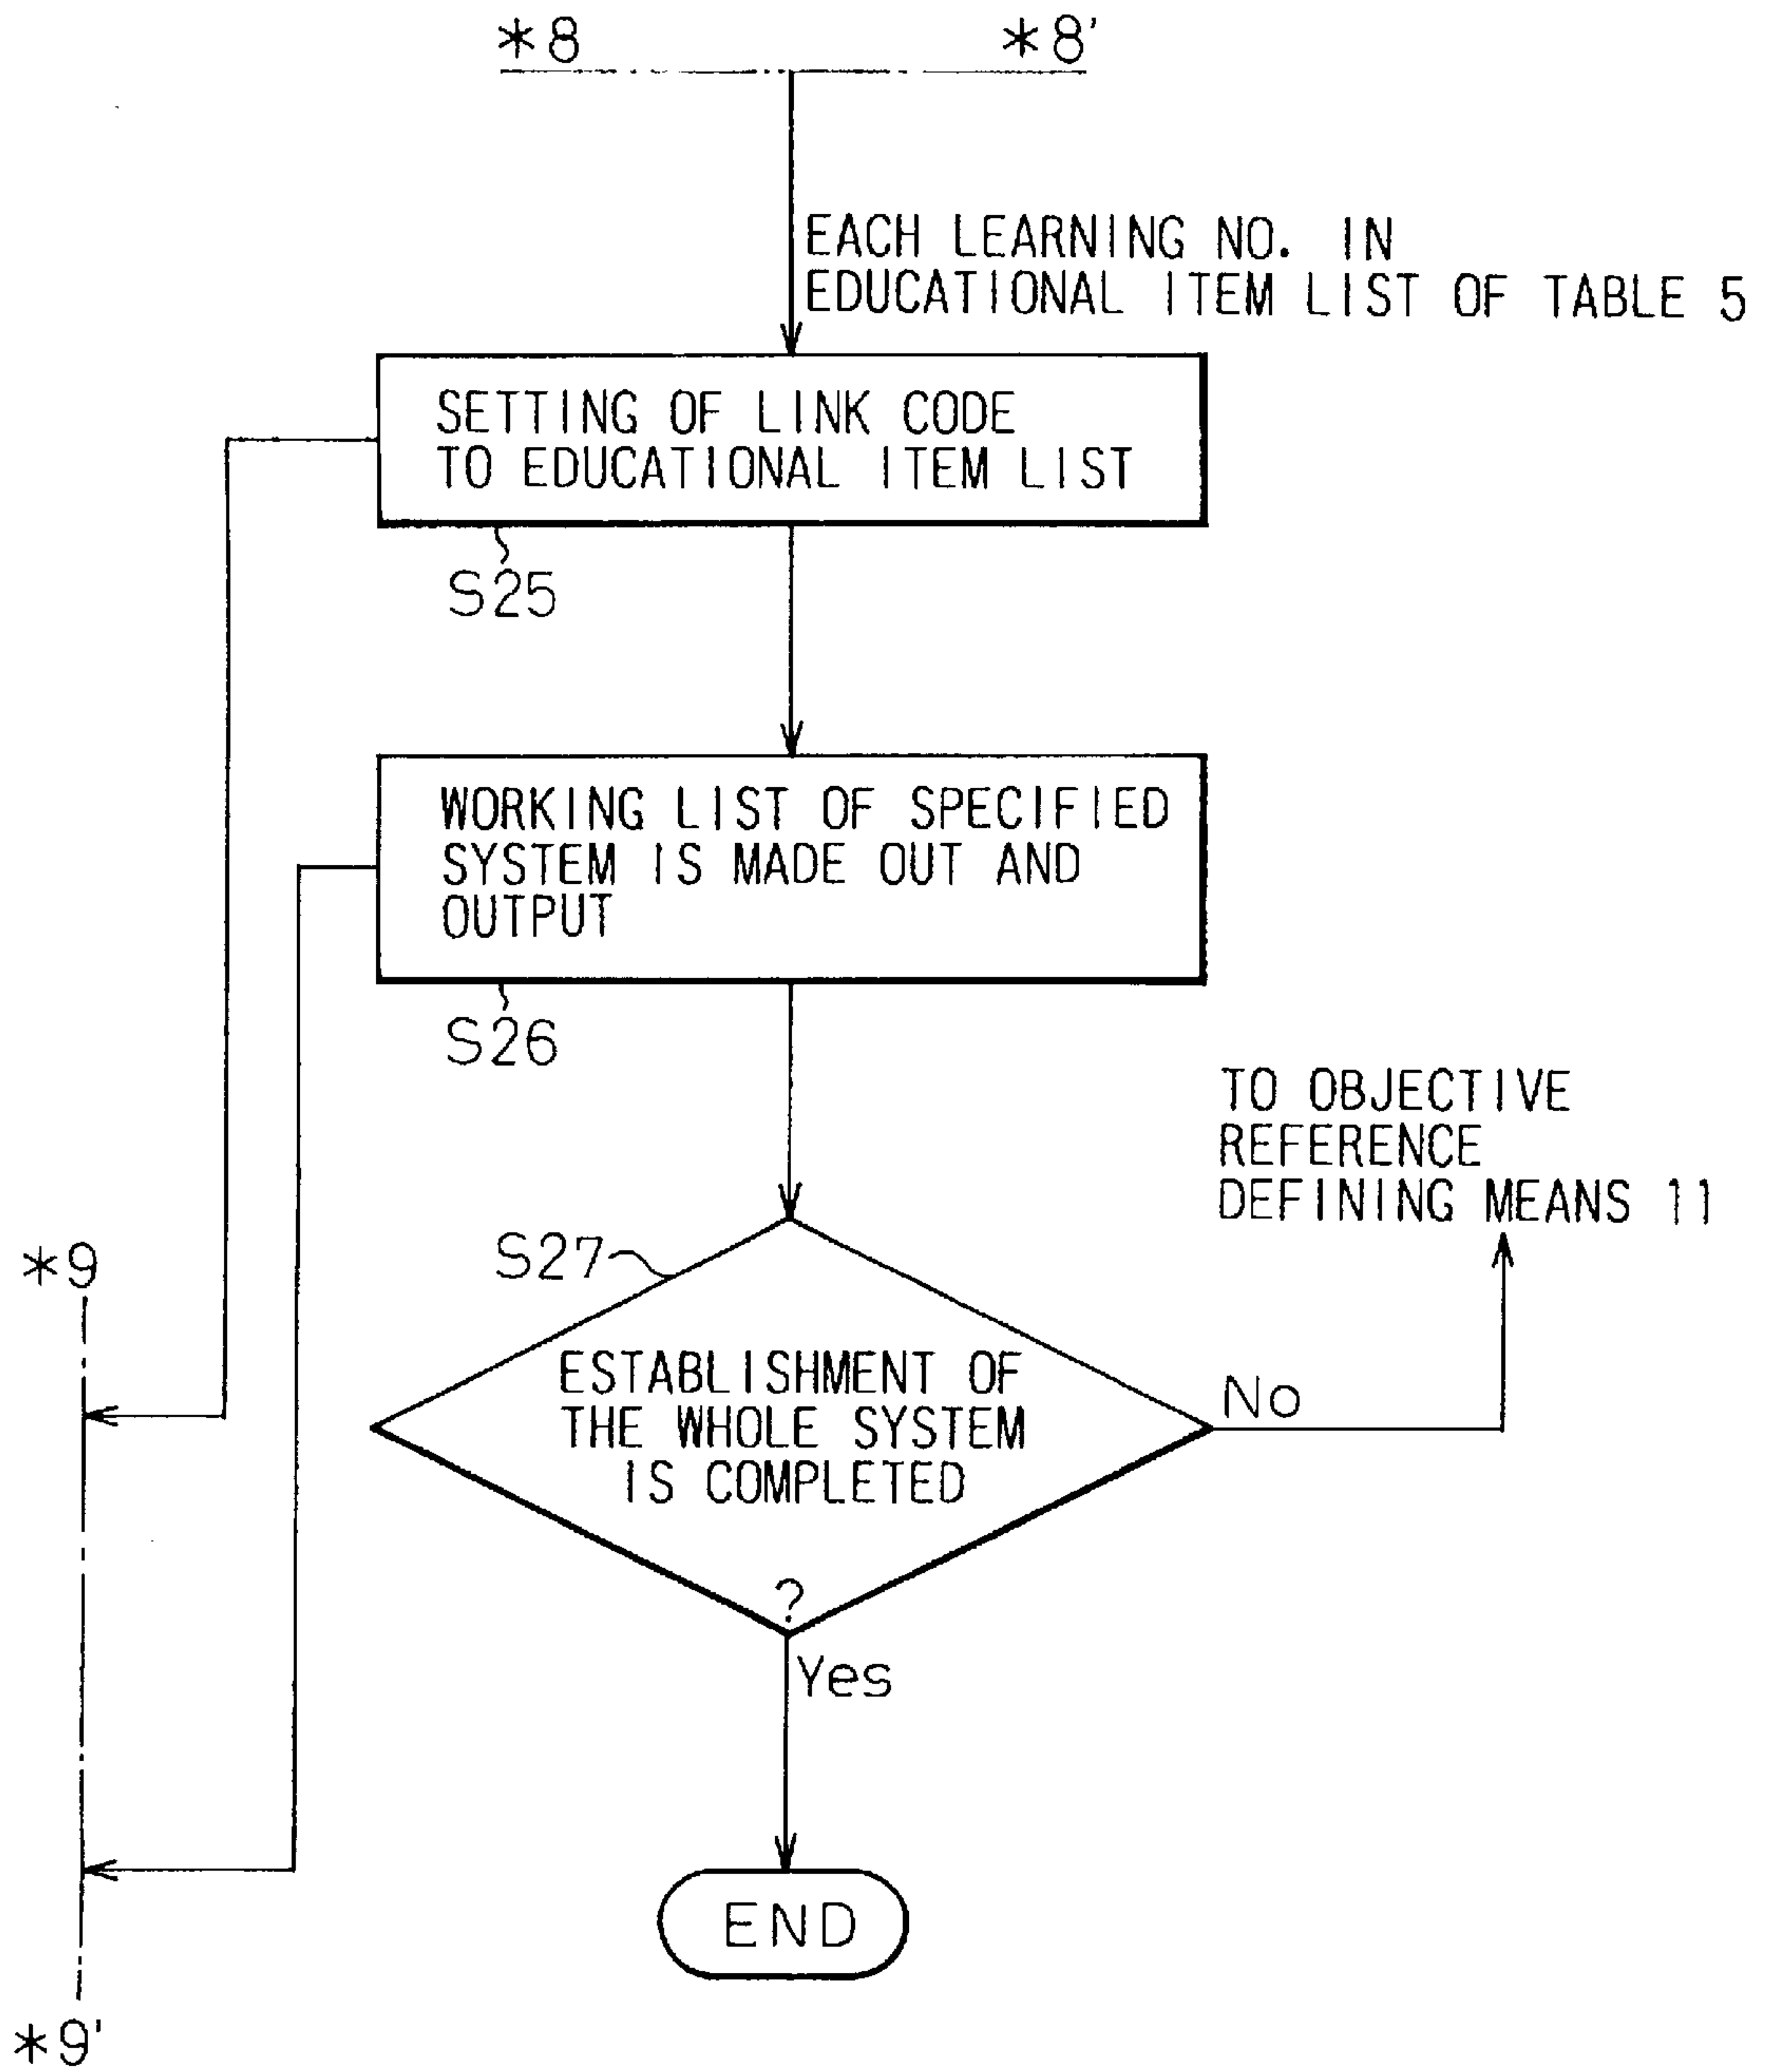 *8 *8'
EACH LEARNING NO. IN
EDUCATIONAL ITEM LIST OF TABLE 5
SETTING OF LINK CODE
TO EDUCATIONAL ITEM LIST
S25
WORKING LIST OF SPECIFIED
SYSTEM IS MADE OUT AND
OUTPUT
S26
TO OBJECTIVE
REFERENCE
DEFINING MEANS 11
S27
*9
ESTABLISHMENT OF
THE WHOLE SYSTEM
IS COMPLETED
?
No
Yes
END
*9'